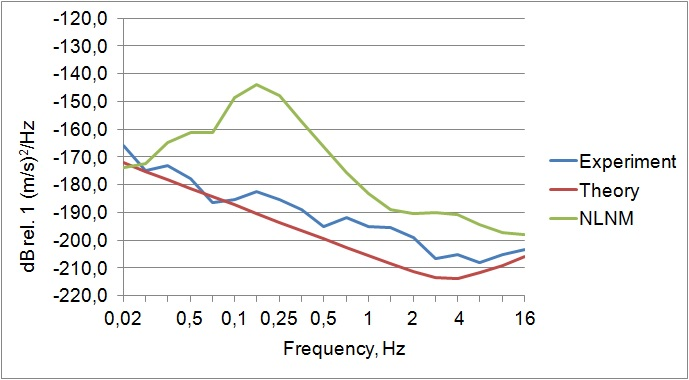 -120,0
-130,0
-140,0
-150,0
-160,0
-170,0
-180,0
-190,0
-200,0
-210,0
-220,0
dB rel. 1 (m/s)²/Hz
0,02 0,5 0,1 0,25 0,5 1 2 4 16
Frequency, Hz
Experiment
Theory
NLNM